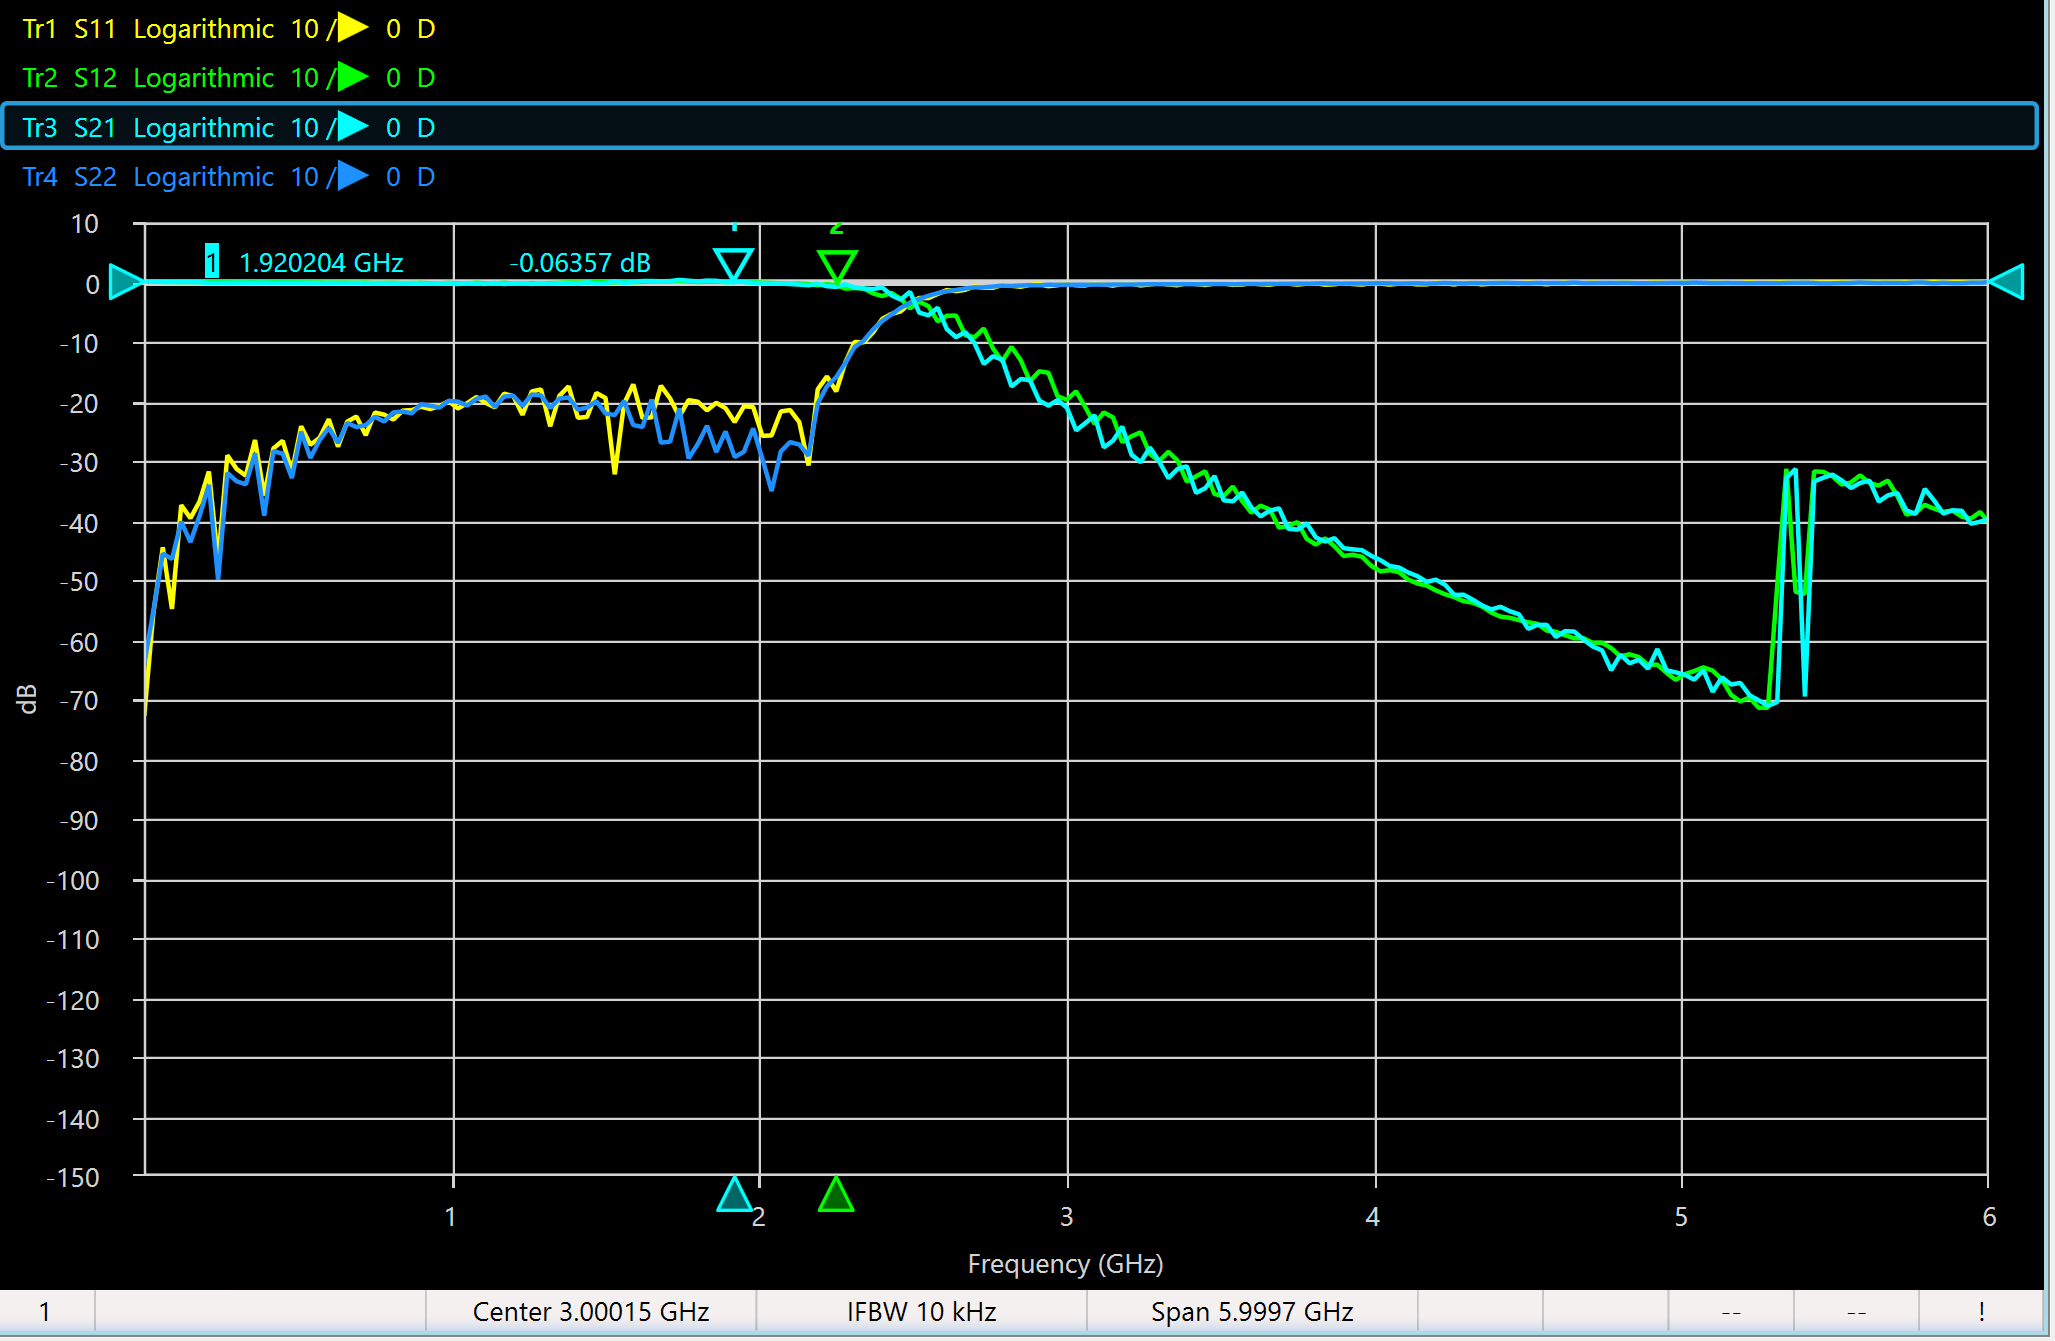 Tr1 S11 Logarithmic 10 / 0 D
Tr2 S12 Logarithmic 10 / 0 D
Tr3 S21 Logarithmic 10 / 0 D
Tr4 S22 Logarithmic 10 / 0 D
2
1 1.920204 GHz -0.06357 dB
10
0
-10
-20
-30
-40
-50
-60
-70
-80
-90
-100
-110
-120
-130
-140
-150
dB
1 2 3 4 5 6
Frequency (GHz)
1 Center 3.00015 GHz IFBW 10 kHz Span 5.9997 GHz -- -- !